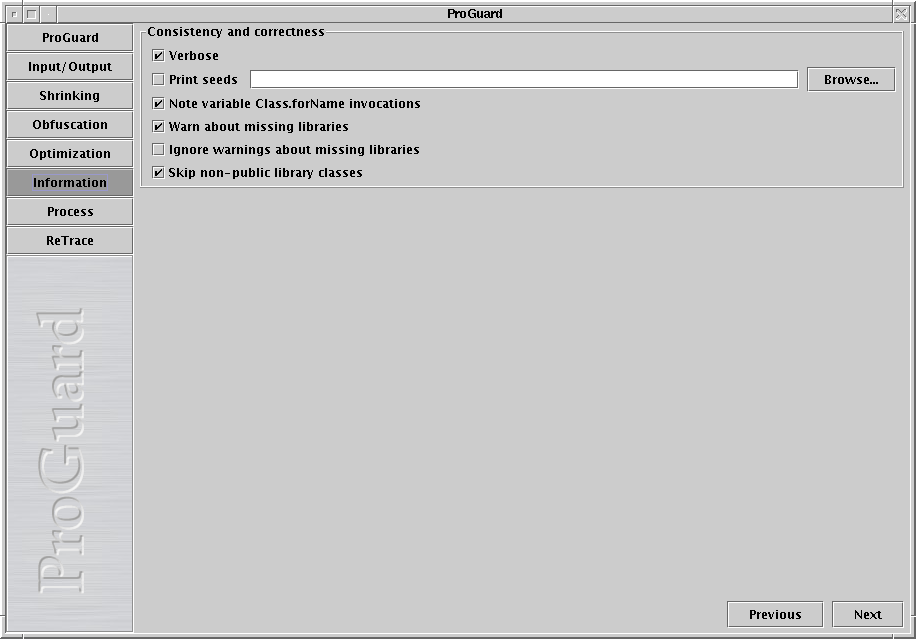 ProGuard
ProGuard
Input/Output
Shrinking
Obfuscation
Optimization
Information
Process
ReTrace
ProGuard
Consistency and correctness
Verbose
Print seeds
Browse...
Note variable Class.forName invocations
Warn about missing libraries
Ignore warnings about missing libraries
Skip non-public library classes
Previous
Next